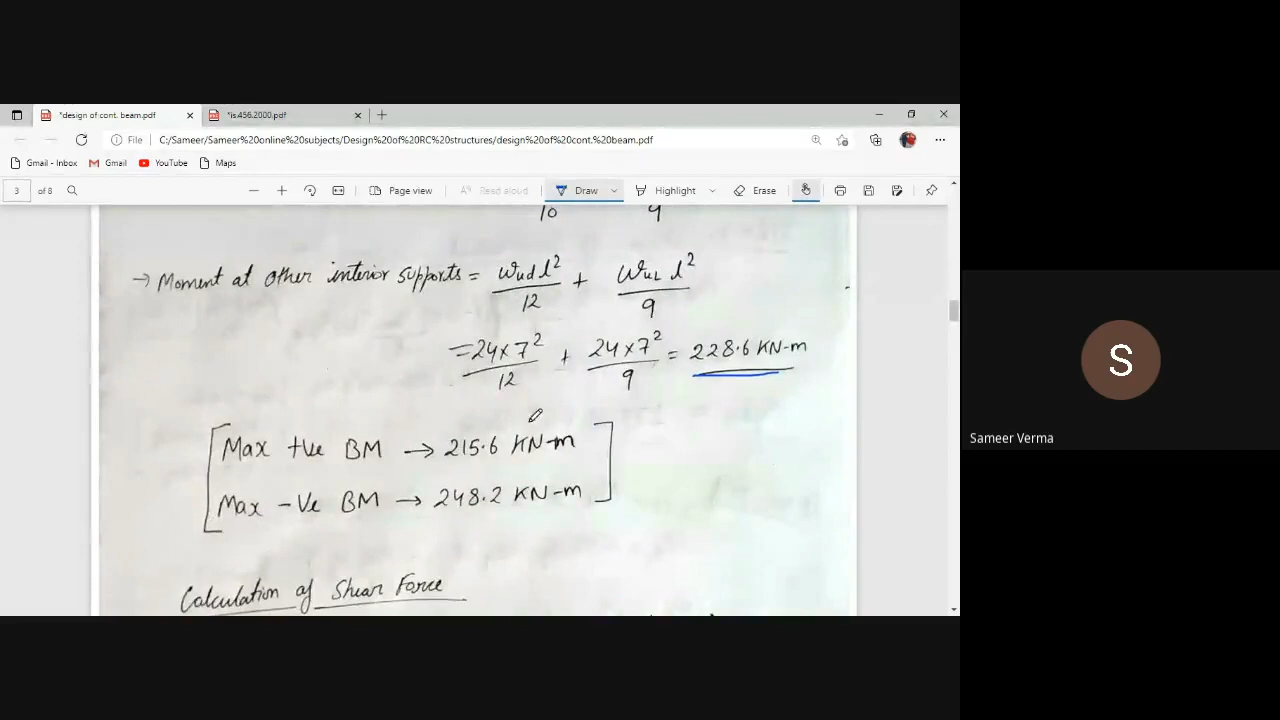 *design of cont. beam.pdf
*is.456.2000.pdf
File C:/Sameer/Sameer%20online%20subjects/Design%20of%20RC%20structures/design%20of%20cont.%20beam.pdf
Gmail - Inbox Gmail YouTube Maps
3 of 8 Page view Read aloud Draw Highlight Erase
10 9
→ Moment at other interior supports = wud l² / 12 + wuL l² / 9
= 24 x 7² / 12 + 24 x 7² / 9 = 228.6 KN-m
Max +Ve BM → 215.6 KN-m
Max -Ve BM → 248.2 KN-m
Calculation of Shear Force
S
Sameer Verma